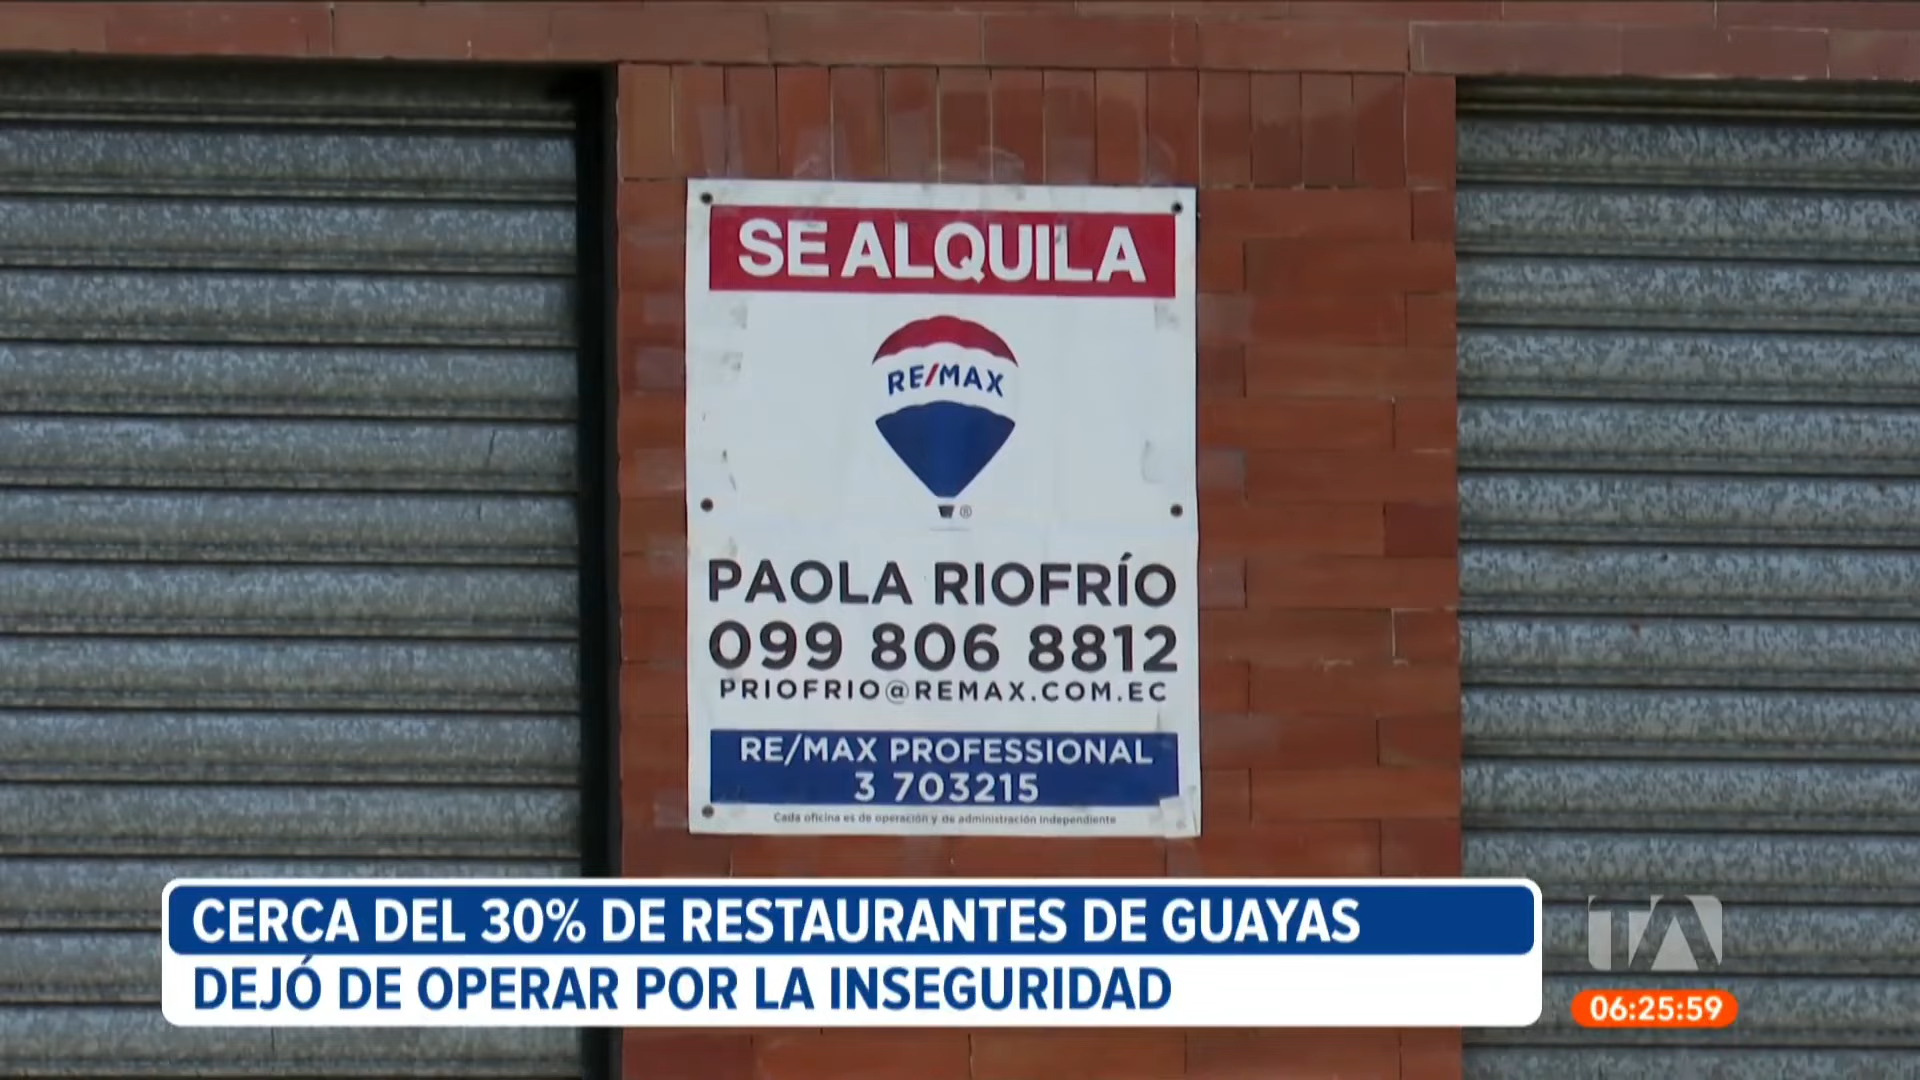 SE ALQUILA
RE/MAX
®
PAOLA RIOFRÍO
099 806 8812
PRIOFRIO@REMAX.COM.EC
RE/MAX PROFESSIONAL
3 703215
Cada oficina es de operación y de administración independiente
CERCA DEL 30% DE RESTAURANTES DE GUAYAS
DEJÓ DE OPERAR POR LA INSEGURIDAD
TA
06:25:59